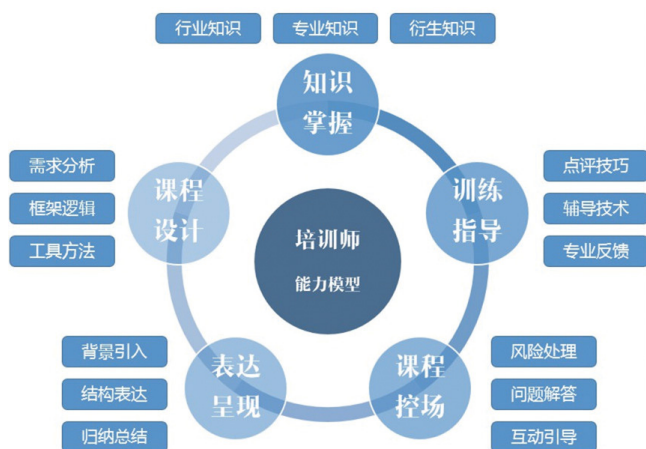 行业知识
专业知识
衍生知识
知识
掌握
需求分析
框架逻辑
工具方法
课程
设计
训练
指导
点评技巧
辅导技术
专业反馈
培训师
能力模型
背景引入
结构表达
归纳总结
表达
呈现
课程
控场
风险处理
问题解答
互动引导